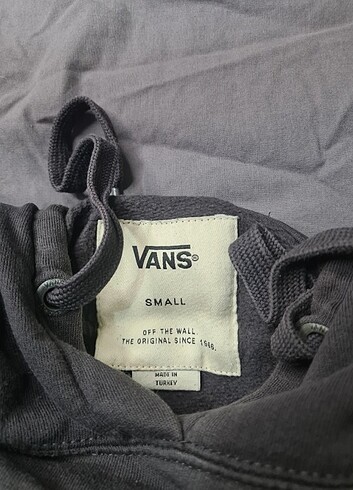 VANS®
SMALL
OFF THE WALL.
THE ORIGINAL SINCE 1966.
MADE IN
TURKEY